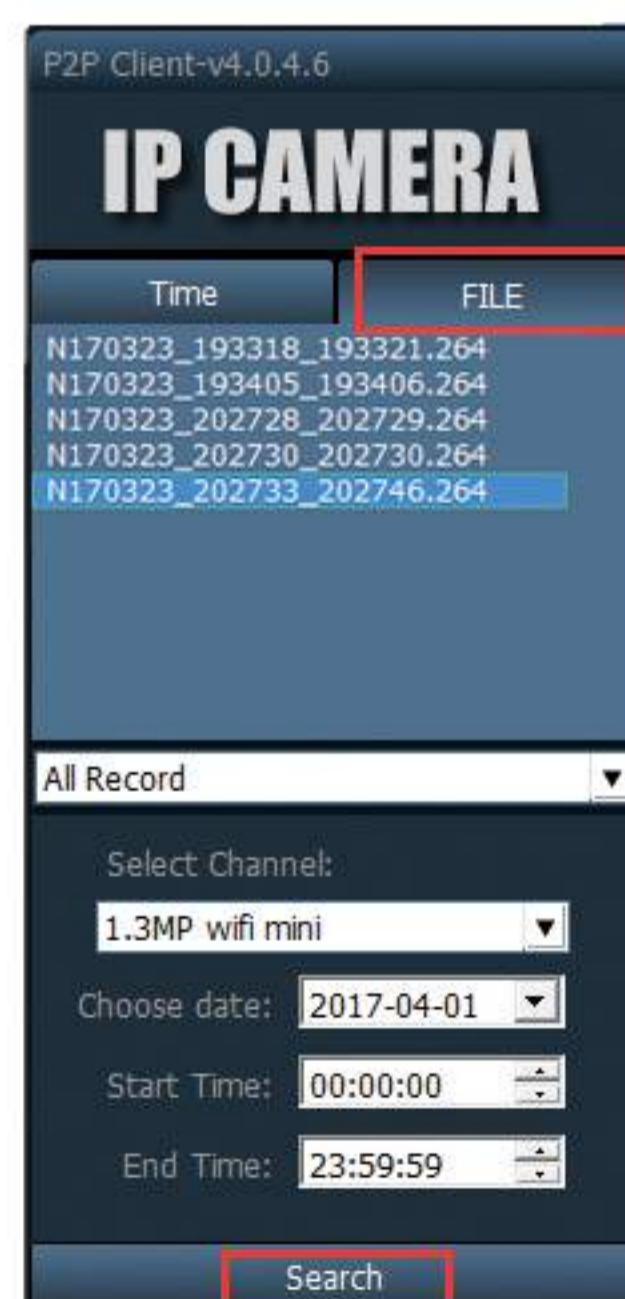 P2P Client-v4.0.4.6
IP CAMERA
Time FILE
N170323_193318_193321.264
N170323_193405_193406.264
N170323_202728_202729.264
N170323_202730_202730.264
N170323_202733_202746.264
All Record
Select Channel:
1.3MP wifi mini
Choose date: 2017-04-01
Start Time: 00:00:00
End Time: 23:59:59
Search